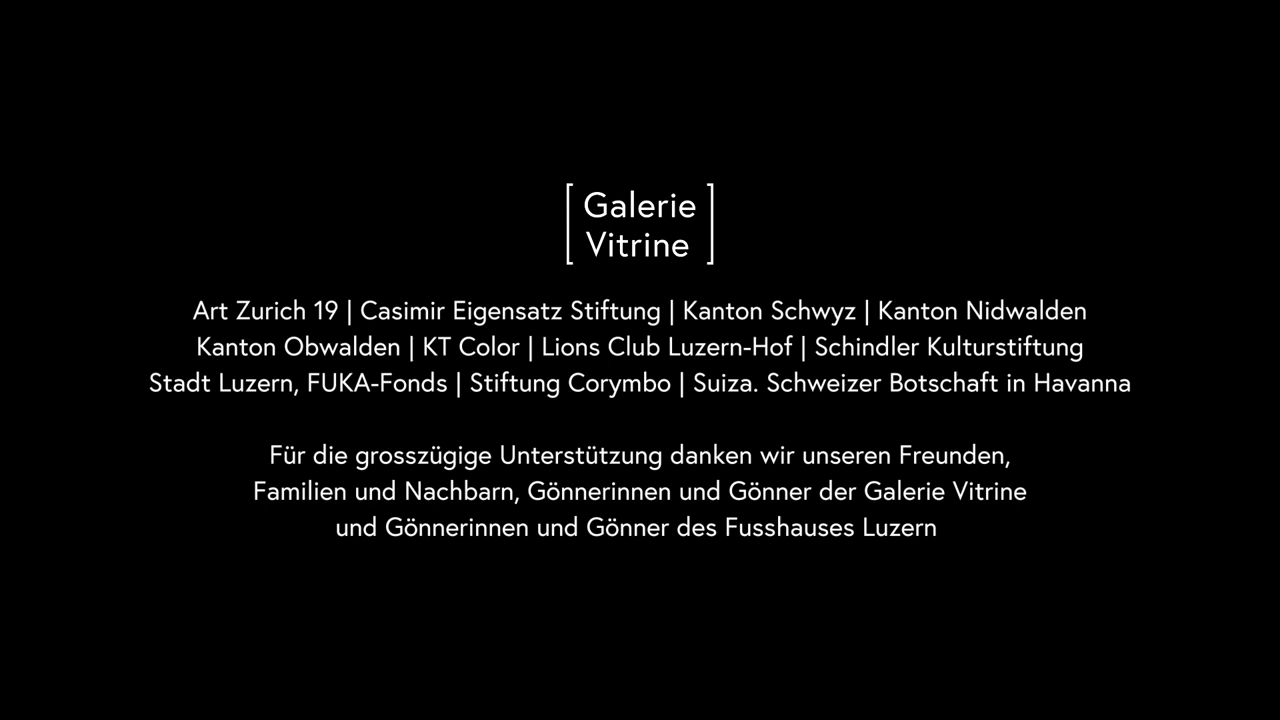 Galerie
Vitrine
Art Zurich 19 | Casimir Eigensatz Stiftung | Kanton Schwyz | Kanton Nidwalden
Kanton Obwalden | KT Color | Lions Club Luzern-Hof | Schindler Kulturstiftung
Stadt Luzern, FUKA-Fonds | Stiftung Corymbo | Suiza. Schweizer Botschaft in Havanna
Für die grosszügige Unterstützung danken wir unseren Freunden,
Familien und Nachbarn, Gönnerinnen und Gönner der Galerie Vitrine
und Gönnerinnen und Gönner des Fusshauses Luzern